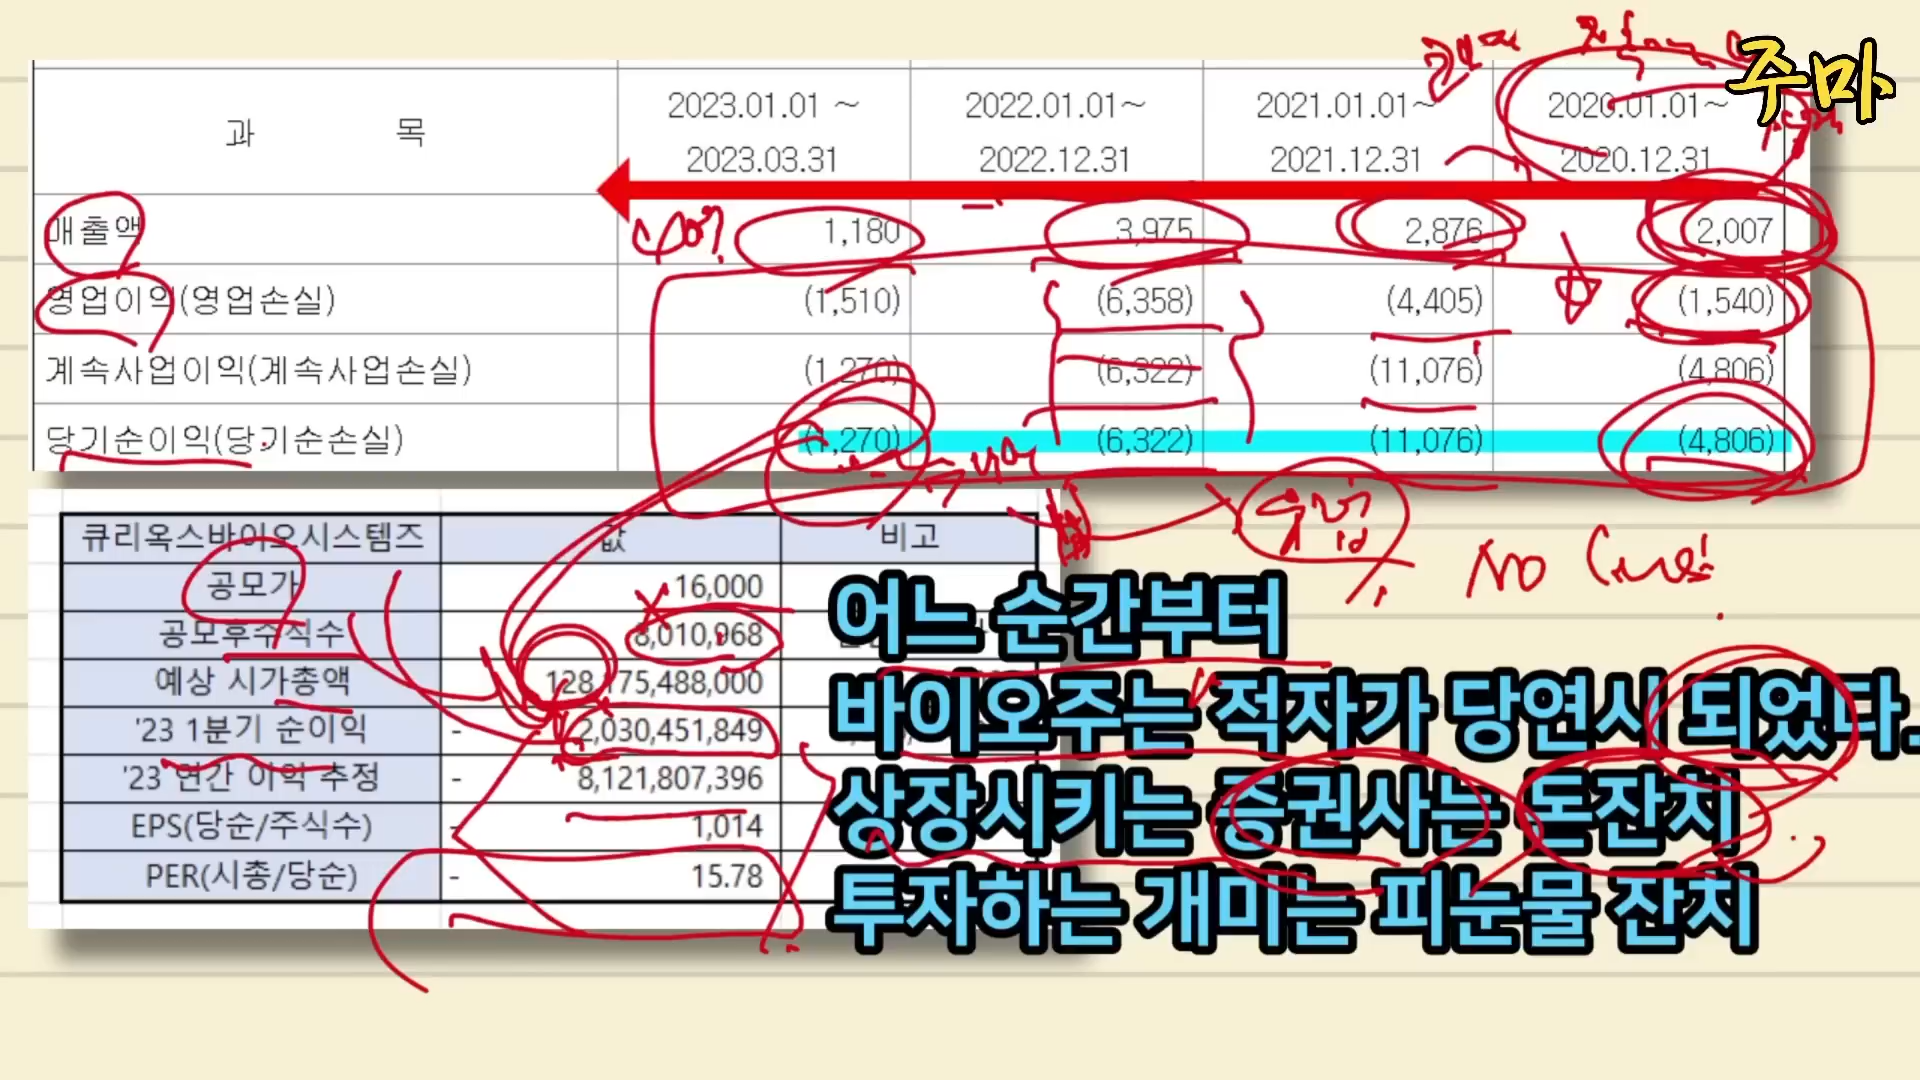 주마
과 목 2023.01.01 ~ 2023.03.31 2022.01.01~ 2022.12.31 2021.01.01~ 2021.12.31 2020.01.01~ 2020.12.31
매출액 1,180 3,975 2,876 2,007
영업이익(영업손실) (1,510) (6,358) (4,405) (1,540)
계속사업이익(계속사업손실) (1,270) (6,322) (11,076) (4,806)
당기순이익(당기순손실) (1,270) (6,322) (11,076) (4,806)
큐리옥스바이오시스템즈 값 비고
공모가 16,000
공모후주식수 8,010,968
예상 시가총액 128,175,488,000
'23 1분기 순이익 - 2,030,451,849
'23 연간 이익 추정 - 8,121,807,396
EPS(당순/주식수) - 1,014
PER(시총/당순) - 15.78
어느 순간부터
바이오주는 적자가 당연시 되었다.
상장시키는 증권사는 돈잔치
투자하는 개미는 피눈물 잔치